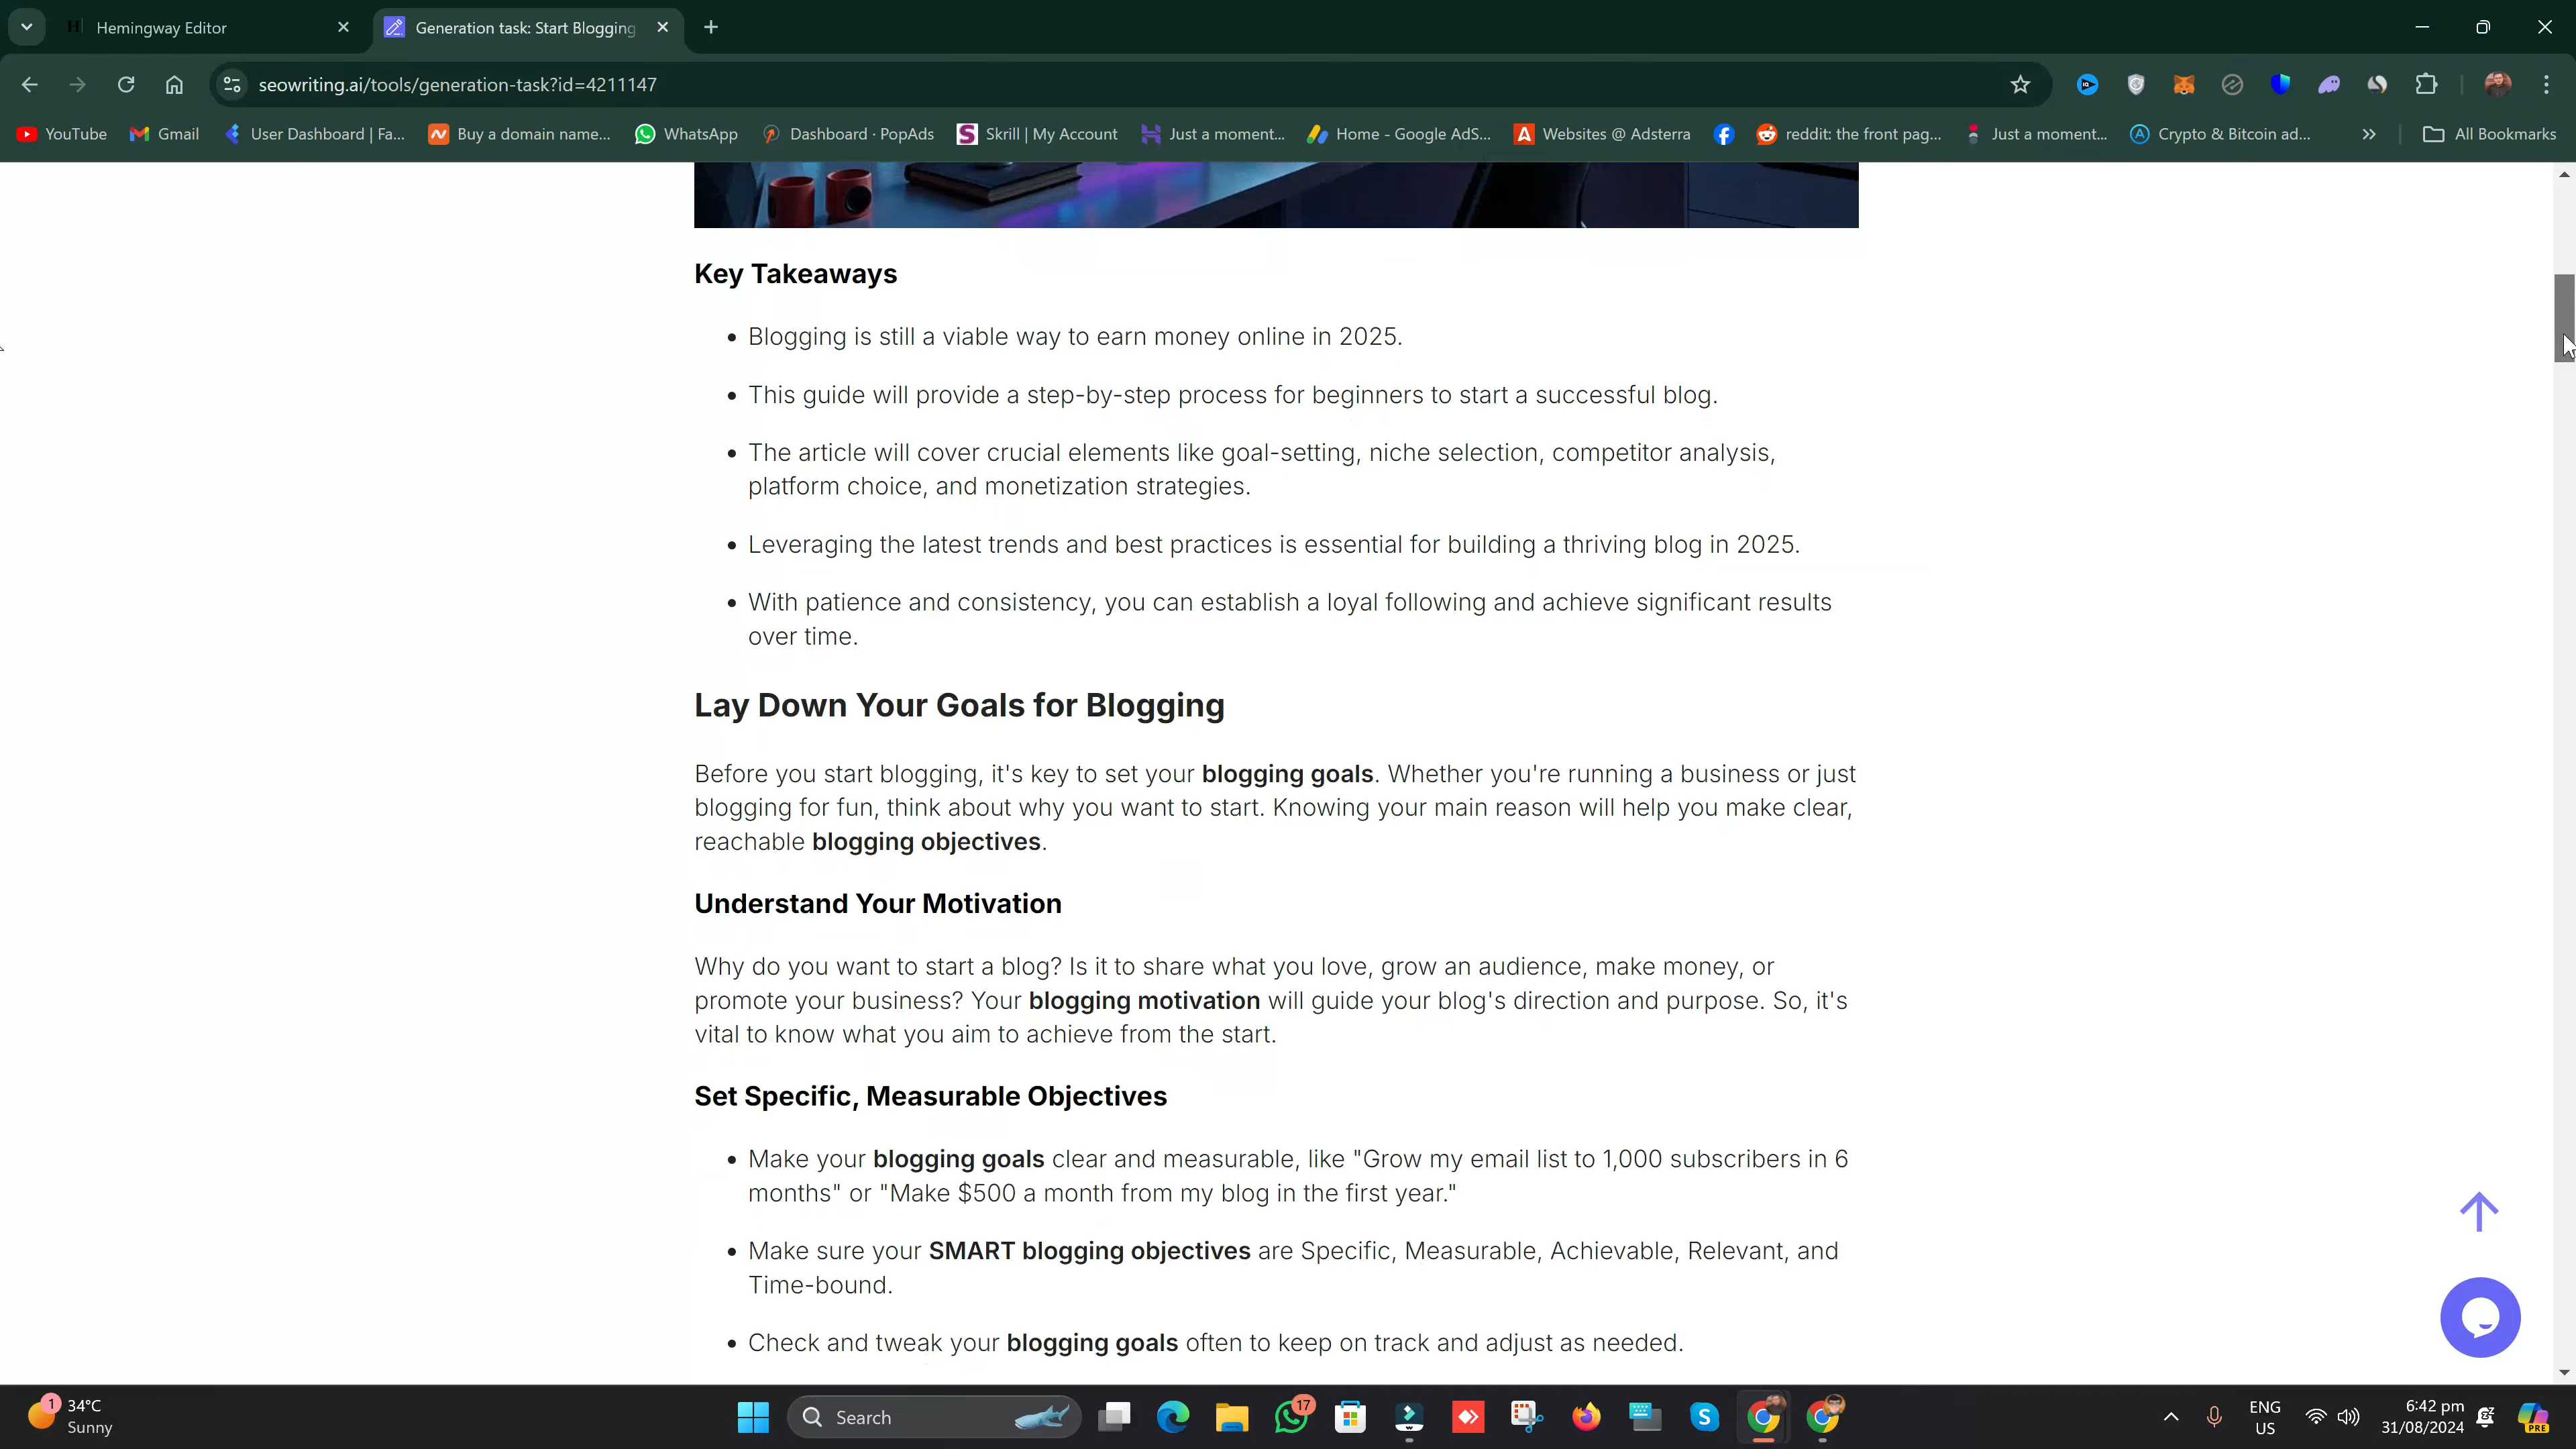 Hemingway Editor
Generation task: Start Blogging
seowriting.ai/tools/generation-task?id=4211147
YouTube Gmail User Dashboard | Fa... Buy a domain name... WhatsApp Dashboard · PopAds Skrill | My Account Just a moment... Home - Google AdS... Websites @ Adsterra reddit: the front pag... Just a moment... Crypto & Bitcoin ad... All Bookmarks
Key Takeaways
• Blogging is still a viable way to earn money online in 2025.
• This guide will provide a step-by-step process for beginners to start a successful blog.
• The article will cover crucial elements like goal-setting, niche selection, competitor analysis,
platform choice, and monetization strategies.
• Leveraging the latest trends and best practices is essential for building a thriving blog in 2025.
• With patience and consistency, you can establish a loyal following and achieve significant results
over time.
Lay Down Your Goals for Blogging
Before you start blogging, it's key to set your blogging goals. Whether you're running a business or just
blogging for fun, think about why you want to start. Knowing your main reason will help you make clear,
reachable blogging objectives.
Understand Your Motivation
Why do you want to start a blog? Is it to share what you love, grow an audience, make money, or
promote your business? Your blogging motivation will guide your blog's direction and purpose. So, it's
vital to know what you aim to achieve from the start.
Set Specific, Measurable Objectives
• Make your blogging goals clear and measurable, like "Grow my email list to 1,000 subscribers in 6
months" or "Make $500 a month from my blog in the first year."
• Make sure your SMART blogging objectives are Specific, Measurable, Achievable, Relevant, and
Time-bound.
• Check and tweak your blogging goals often to keep on track and adjust as needed.
1
34°C
Sunny
Search
17
ENG
US
6:42 pm
31/08/2024
PRE